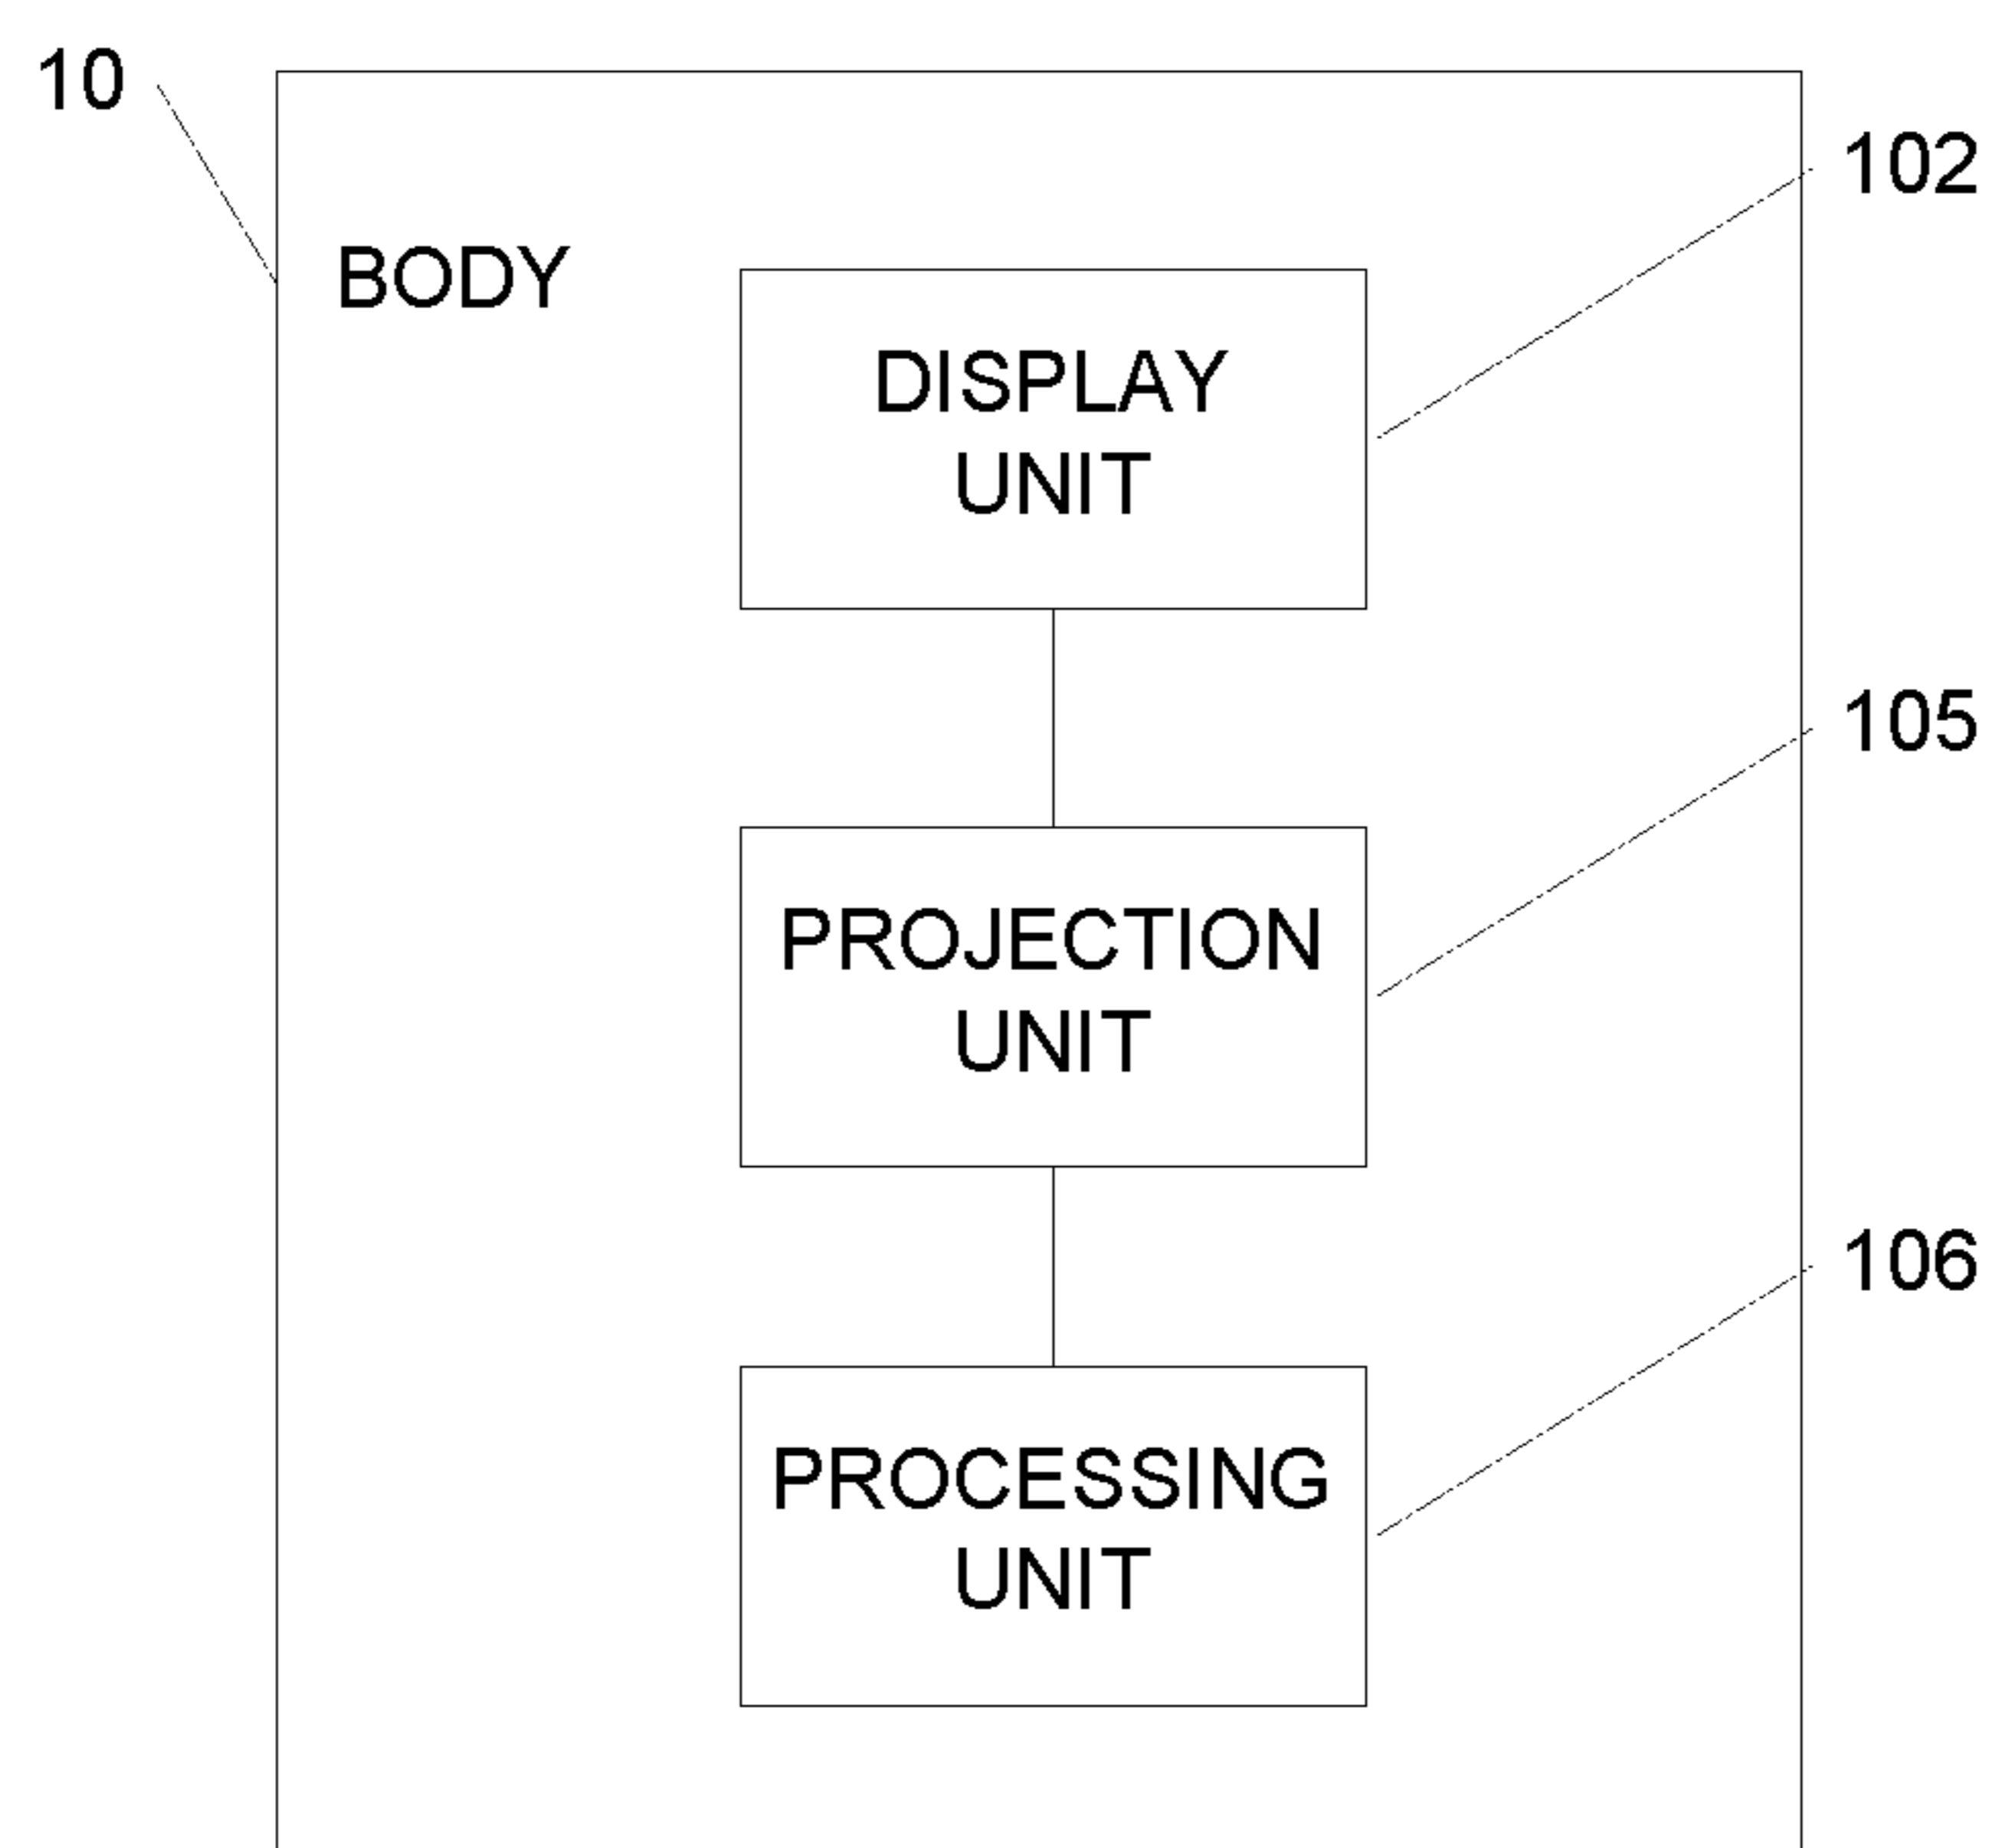 10
102
BODY
DISPLAY
UNIT
105
PROJECTION
UNIT
106
PROCESSING
UNIT